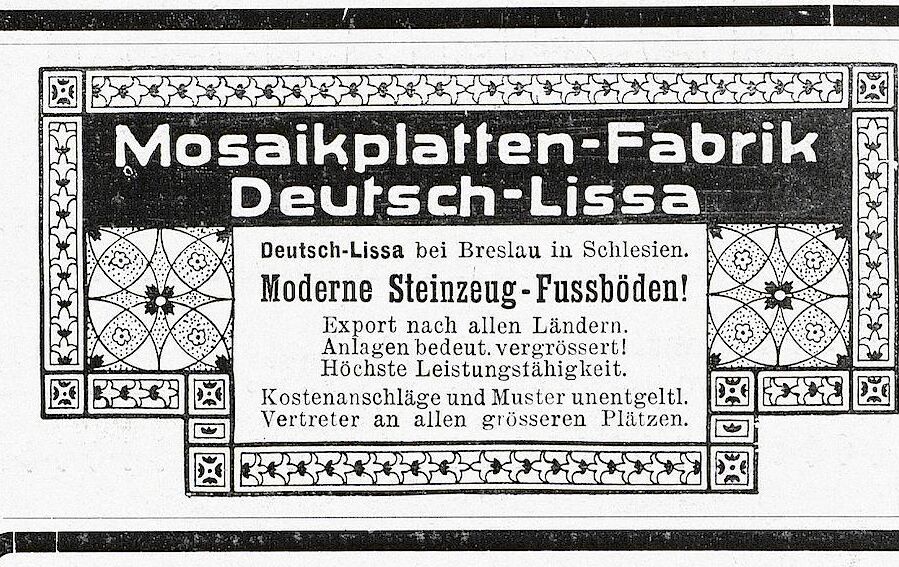 Mosaikplatten-Fabrik
Deutsch-Lissa
Deutsch-Lissa bei Breslau in Schlesien.
Moderne Steinzeug-Fussböden!
Export nach allen Ländern.
Anlagen bedeut. vergrössert!
Höchste Leistungsfähigkeit.
Kostenanschläge und Muster unentgeltl.
Vertreter an allen grösseren Plätzen.